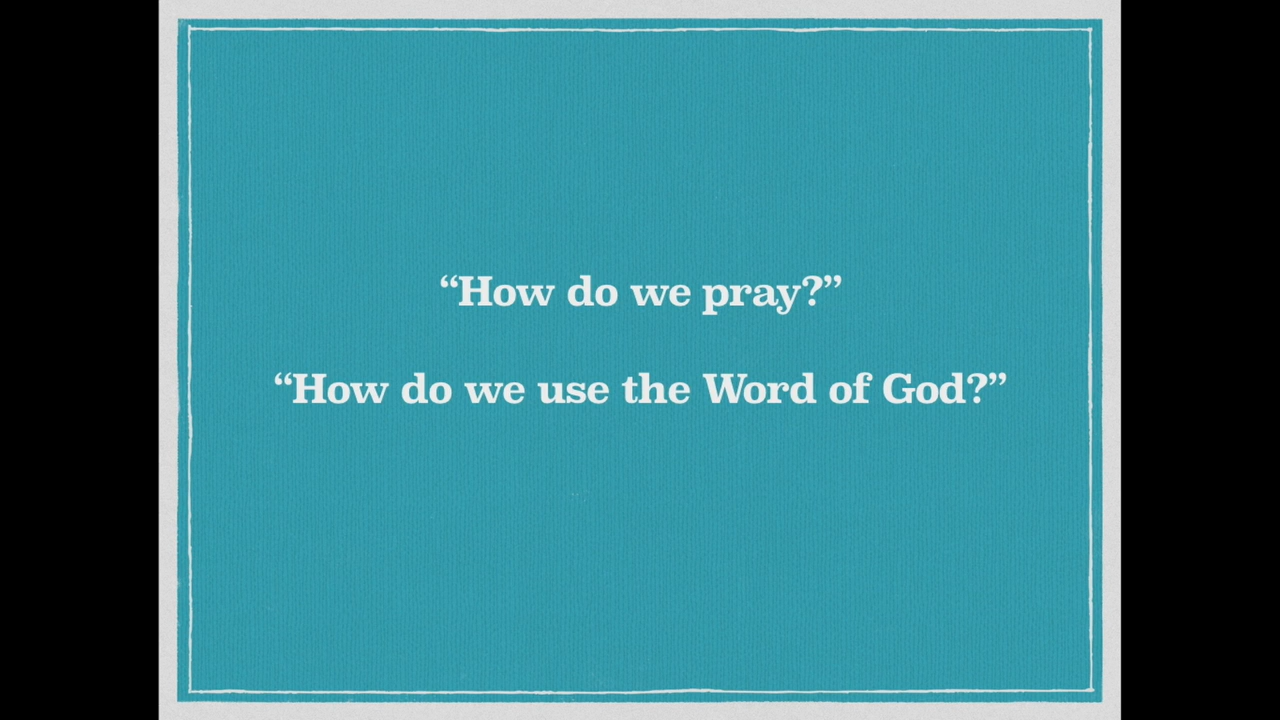 “How do we pray?”
“How do we use the Word of God?”